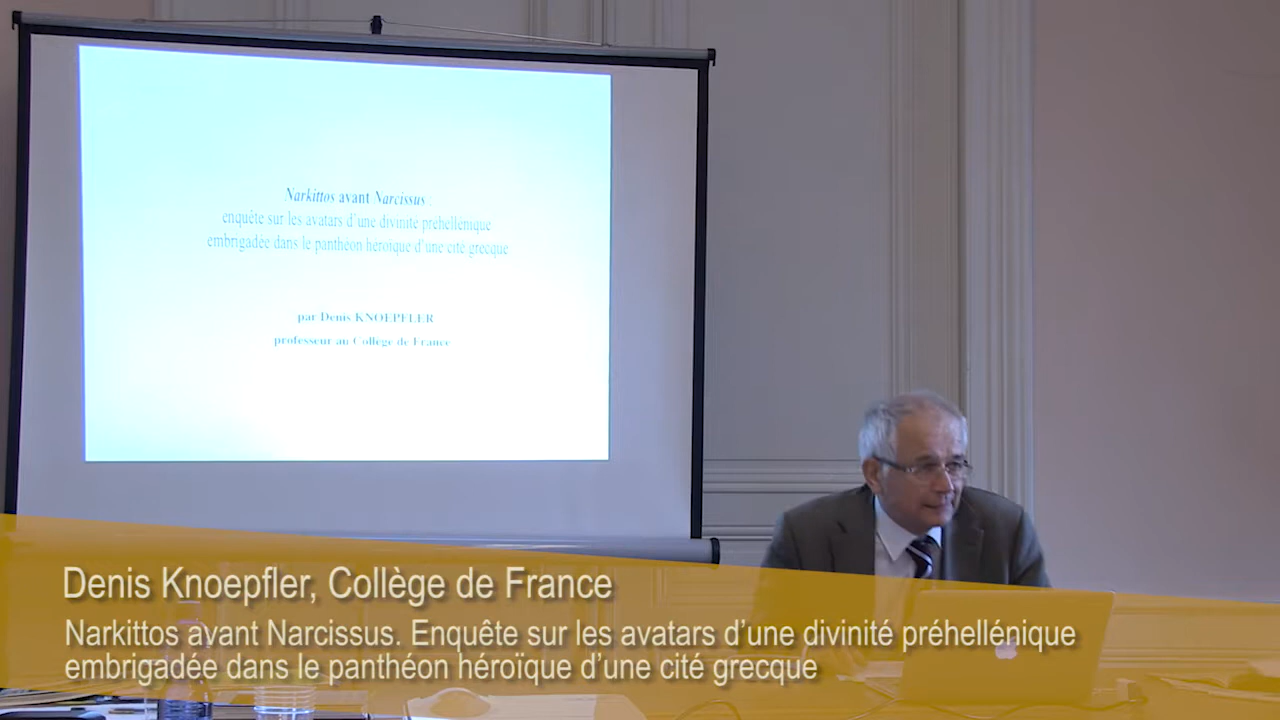 Narkittos avant Narcissus :
enquête sur les avatars d'une divinité préhellénique
embrigadée dans le panthéon héroïque d'une cité grecque
par Denis KNOEPFLER
professeur au Collège de France
Denis Knoepfler, Collège de France
Narkittos avant Narcissus. Enquête sur les avatars d'une divinité préhellénique
embrigadée dans le panthéon héroïque d'une cité grecque